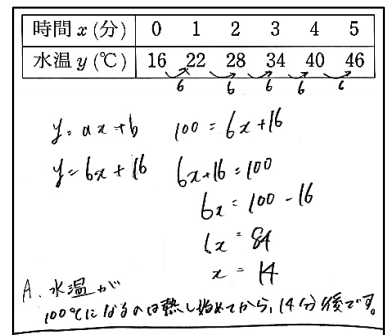 時間 x (分) 0 1 2 3 4 5
水温 y (℃) 16 22 28 34 40 46
6 6 6 6 6
y = ax + b 100 = 6x + 16
y = 6x + 16 6x + 16 = 100
6x = 100 - 16
6x = 84
x = 14
A. 水温が
100℃になるのは熱し始めてから, 14分後です。